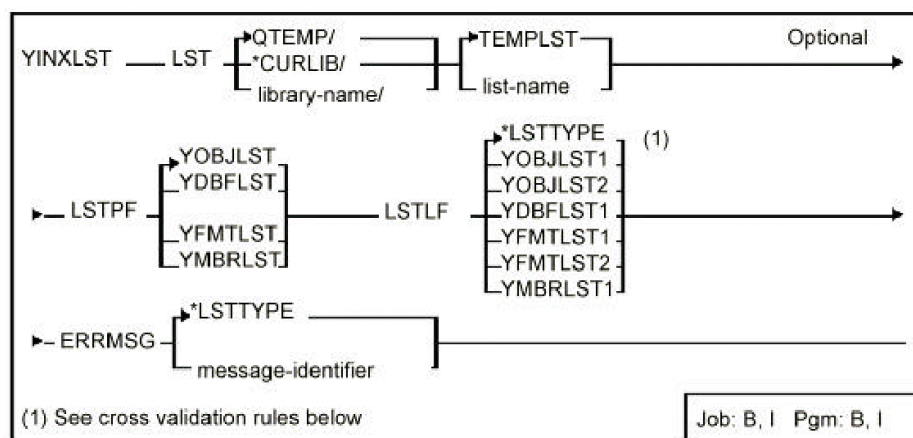 QTEMP/
TEMPLST
Optional
YINXLST
LST
*CURLIB/
library-name/
list-name
*LSTTYPE
(1)
YOBJLST
YOBJLST1
YDBFLST
YOBJLST2
LSTPF
LSTLF
YDBFLST1
YFMTLST
YFMTLST1
YMBRLST
YFMTLST2
YMBRLST1
*LSTTYPE
ERRMSG
message-identifier
(1) See cross validation rules below
Job: B, I Pgm: B, I